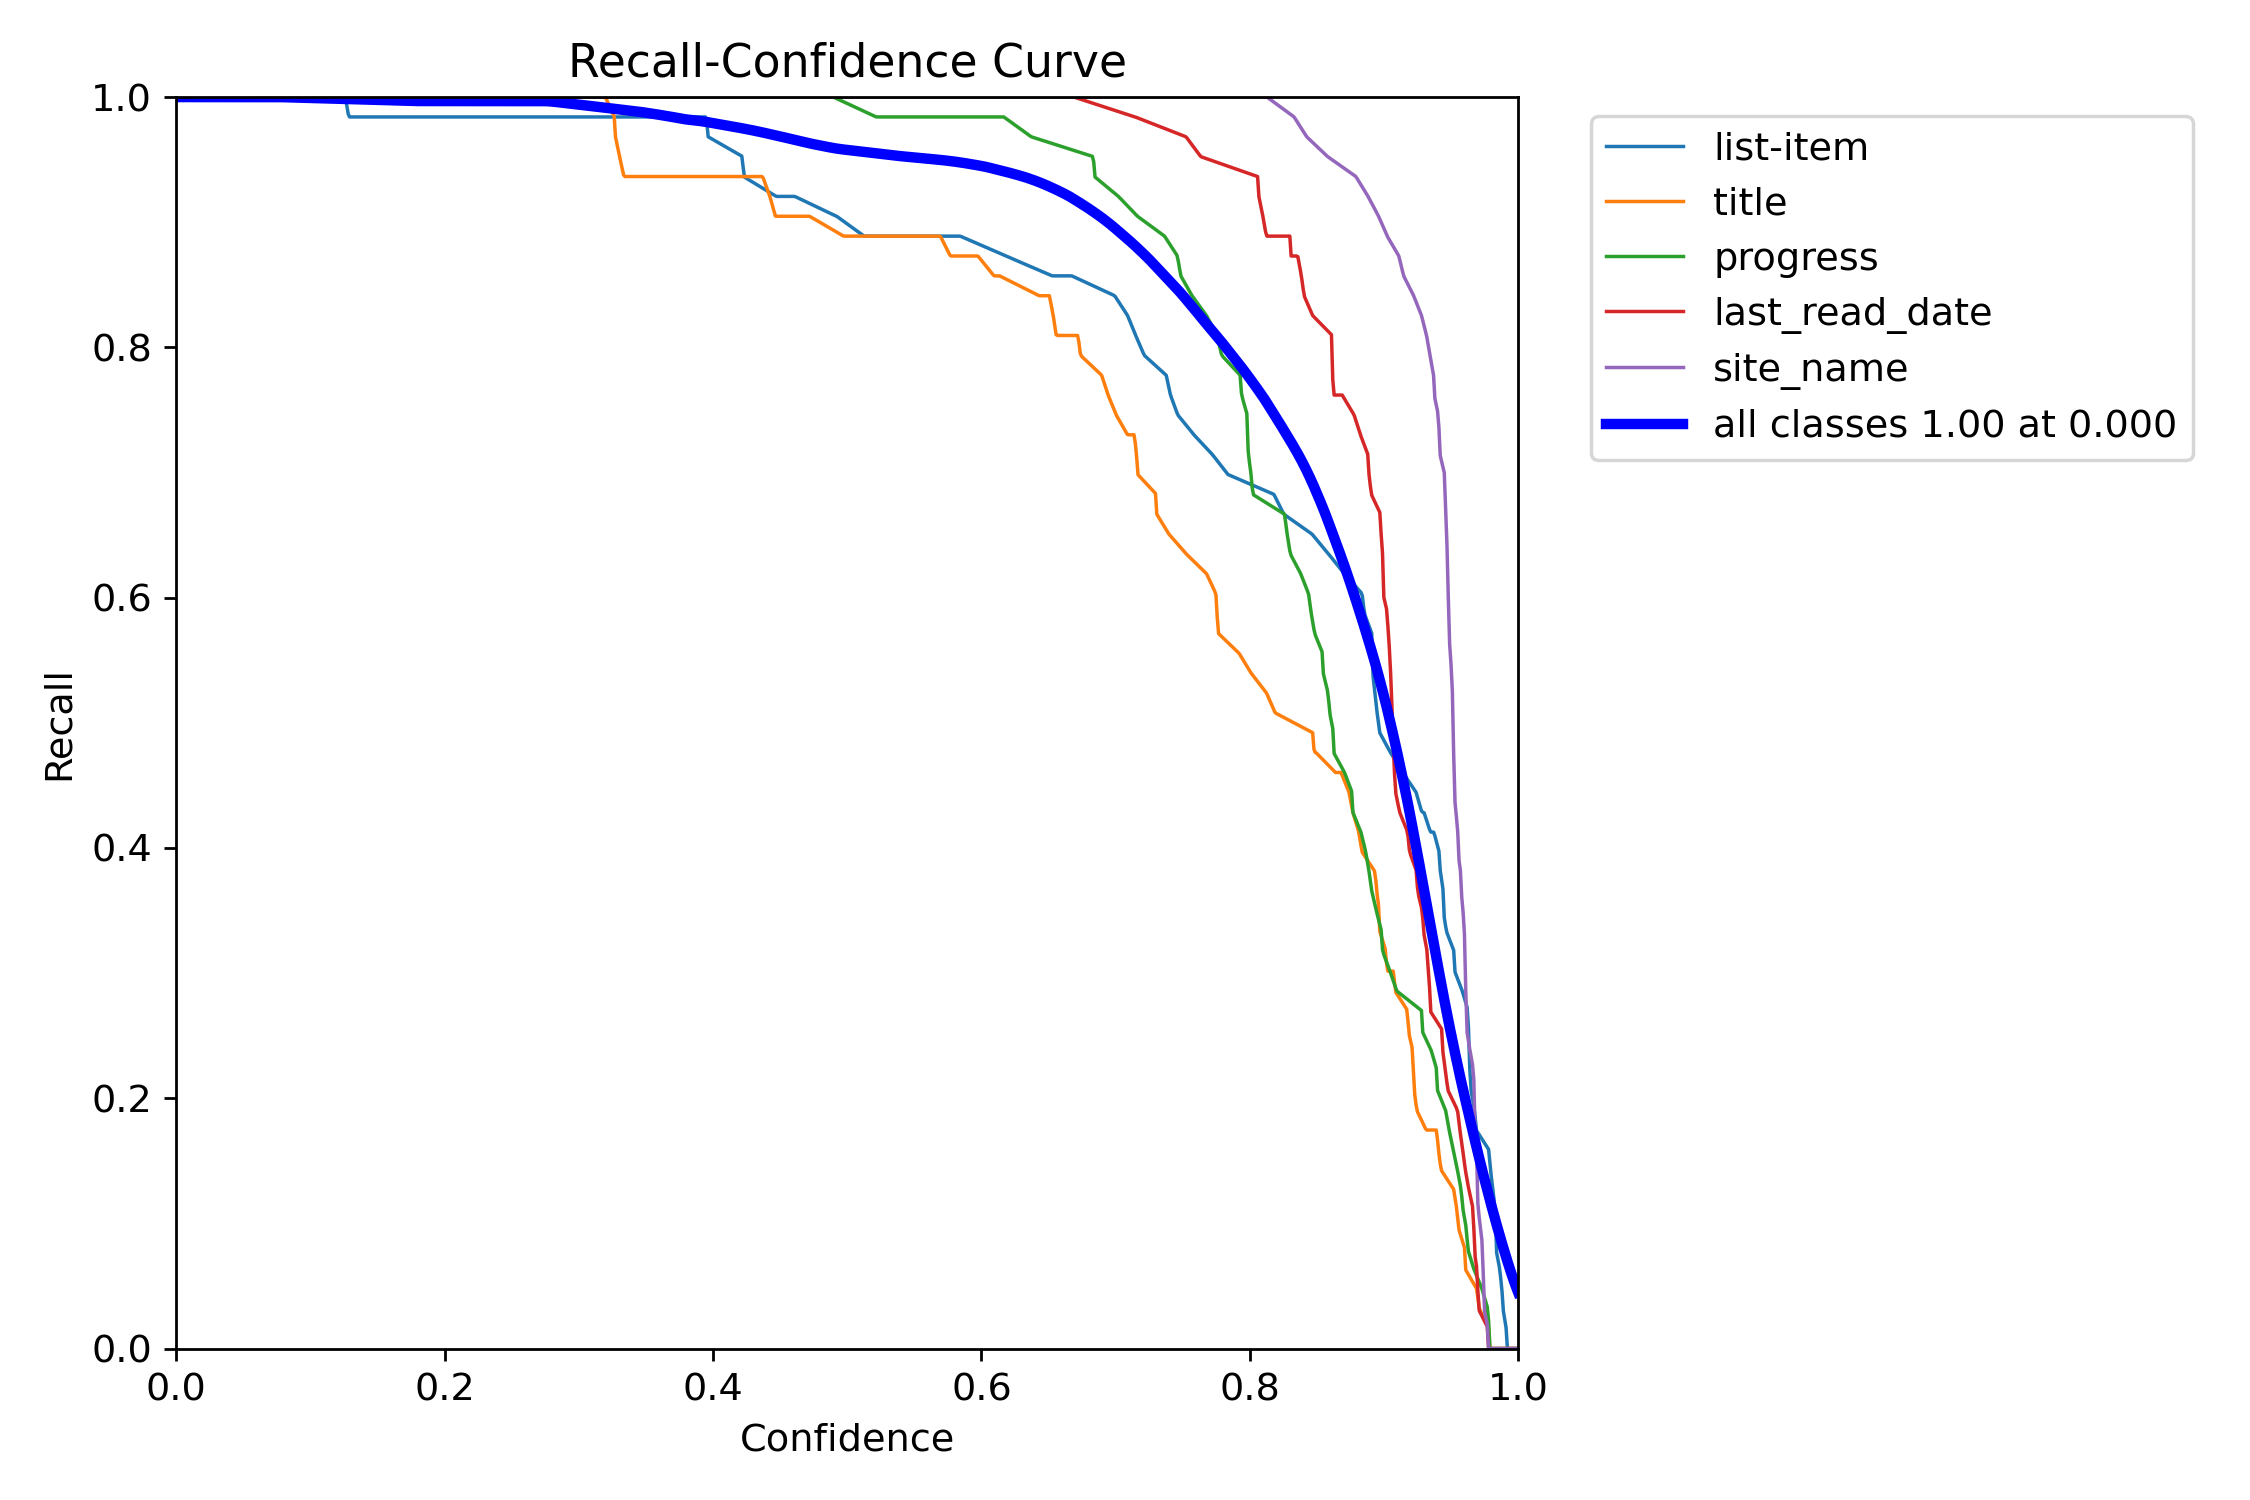 Recall-Confidence Curve
1.0
0.8
0.6
0.4
0.2
0.0
Recall
0.0 0.2 0.4 0.6 0.8 1.0
Confidence
list-item
title
progress
last_read_date
site_name
all classes 1.00 at 0.000